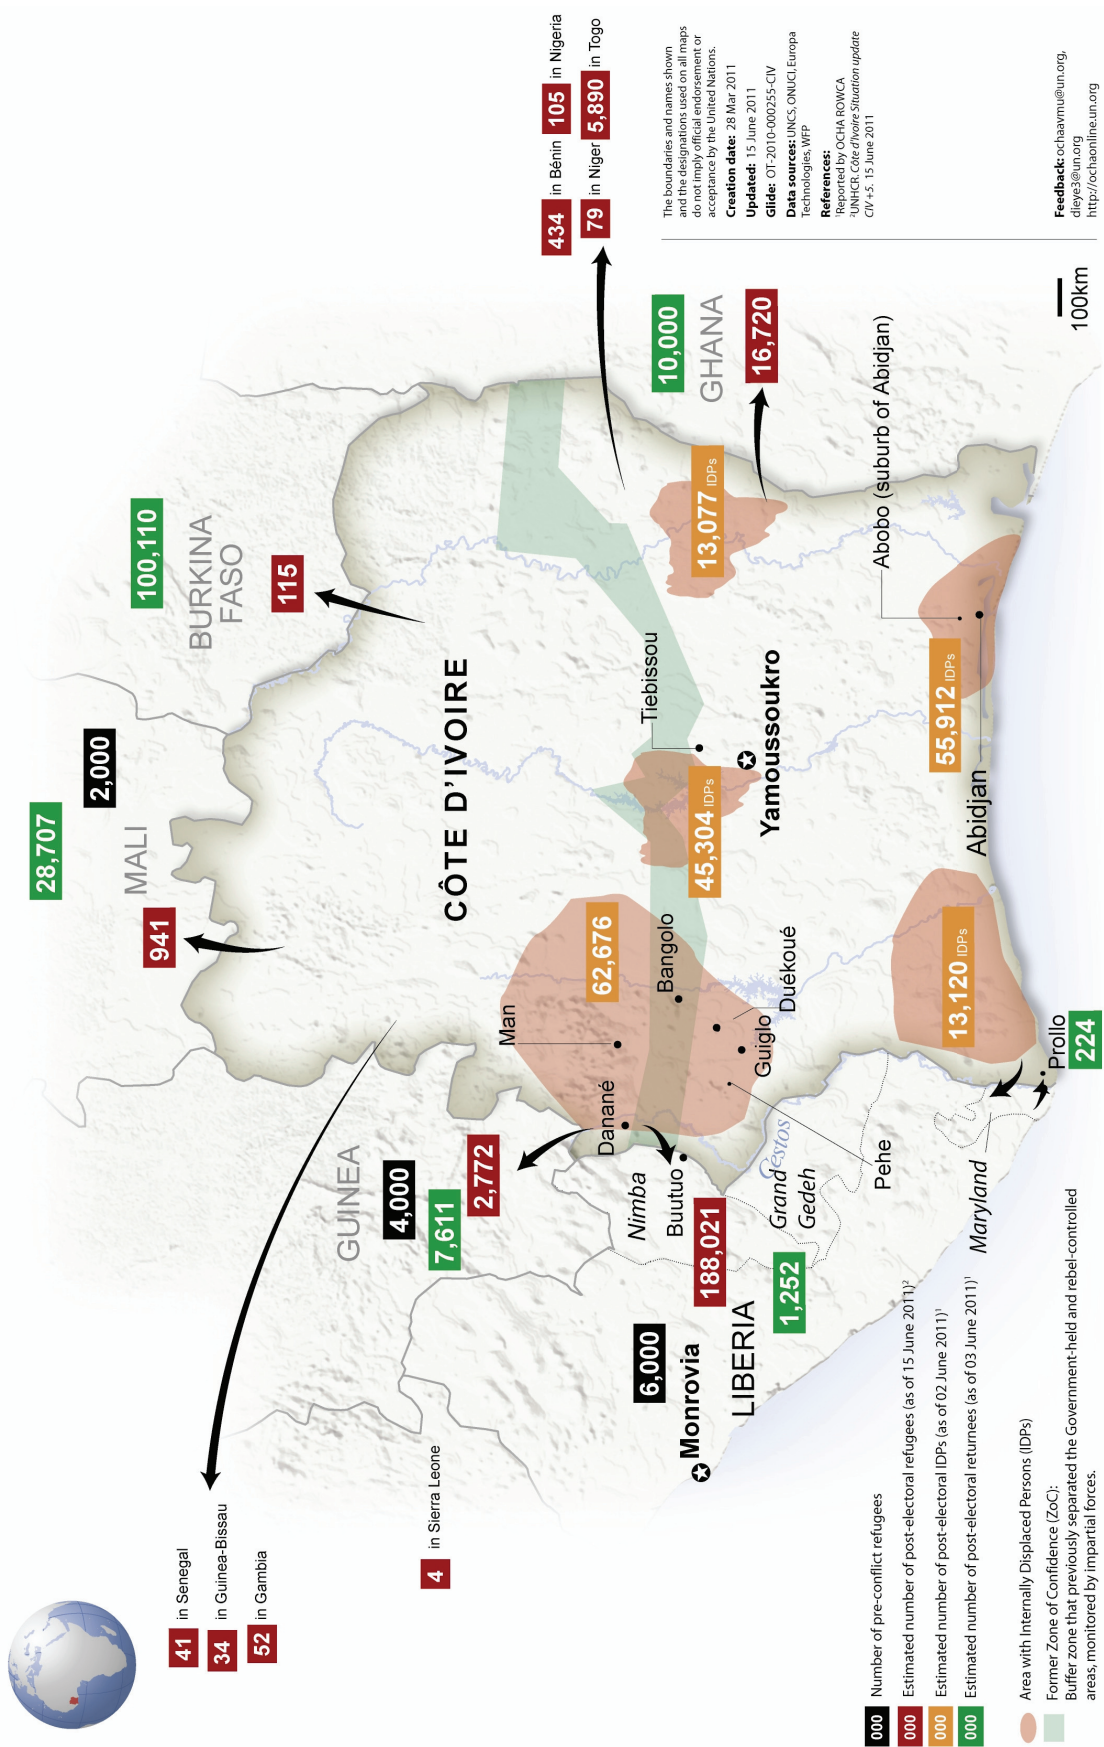 41 in Senegal
34 in Guinea-Bissau
52 in Gambia
4 in Sierra Leone
28,707
2,000
MALI
941
100,110
BURKINA
FASO
115
GUINEA
4,000
7,611
2,772
CÔTE D'IVOIRE
434 in Bénin 105 in Nigeria
79 in Niger 5,890 in Togo
Man
62,676
Danané
Bangolo
Nimba
Buutuo
188,021
6,000
Monrovia
LIBERIA
1,252
Grand
Gedeh
Cestos
Guiglo
Duékoué
Pehe
Tiebissou
45,304 IDPs
Yamoussoukro
13,077 IDPs
10,000
GHANA
16,720
Abobo (suburb of Abidjan)
55,912 IDPs
Abidjan
13,120 IDPs
Maryland
Prollo
224
000 Number of pre-conflict refugees
000 Estimated number of post-electoral refugees (as of 15 June 2011)²
000 Estimated number of post-electoral IDPs (as of 02 June 2011)¹
000 Estimated number of post-electoral returnees (as of 03 June 2011)¹
Area with Internally Displaced Persons (IDPs)
Former Zone of Confidence (ZoC):
Buffer zone that previously separated the Government-held and rebel-controlled
areas, monitored by impartial forces.
The boundaries and names shown
and the designations used on all maps
do not imply official endorsement or
acceptance by the United Nations.
Creation date: 28 Mar 2011
Updated: 15 June 2011
Glide: OT-2010-000255-CIV
Data sources: UNCS, ONUCI, Europa
Technologies, WFP
References:
¹Reported by OCHA ROWCA
²UNHCR. Côte d'Ivoire Situation update
CIV +5. 15 June 2011
Feedback: ochaavmu@un.org,
dieye3@un.org
http://ochaonline.un.org
100km